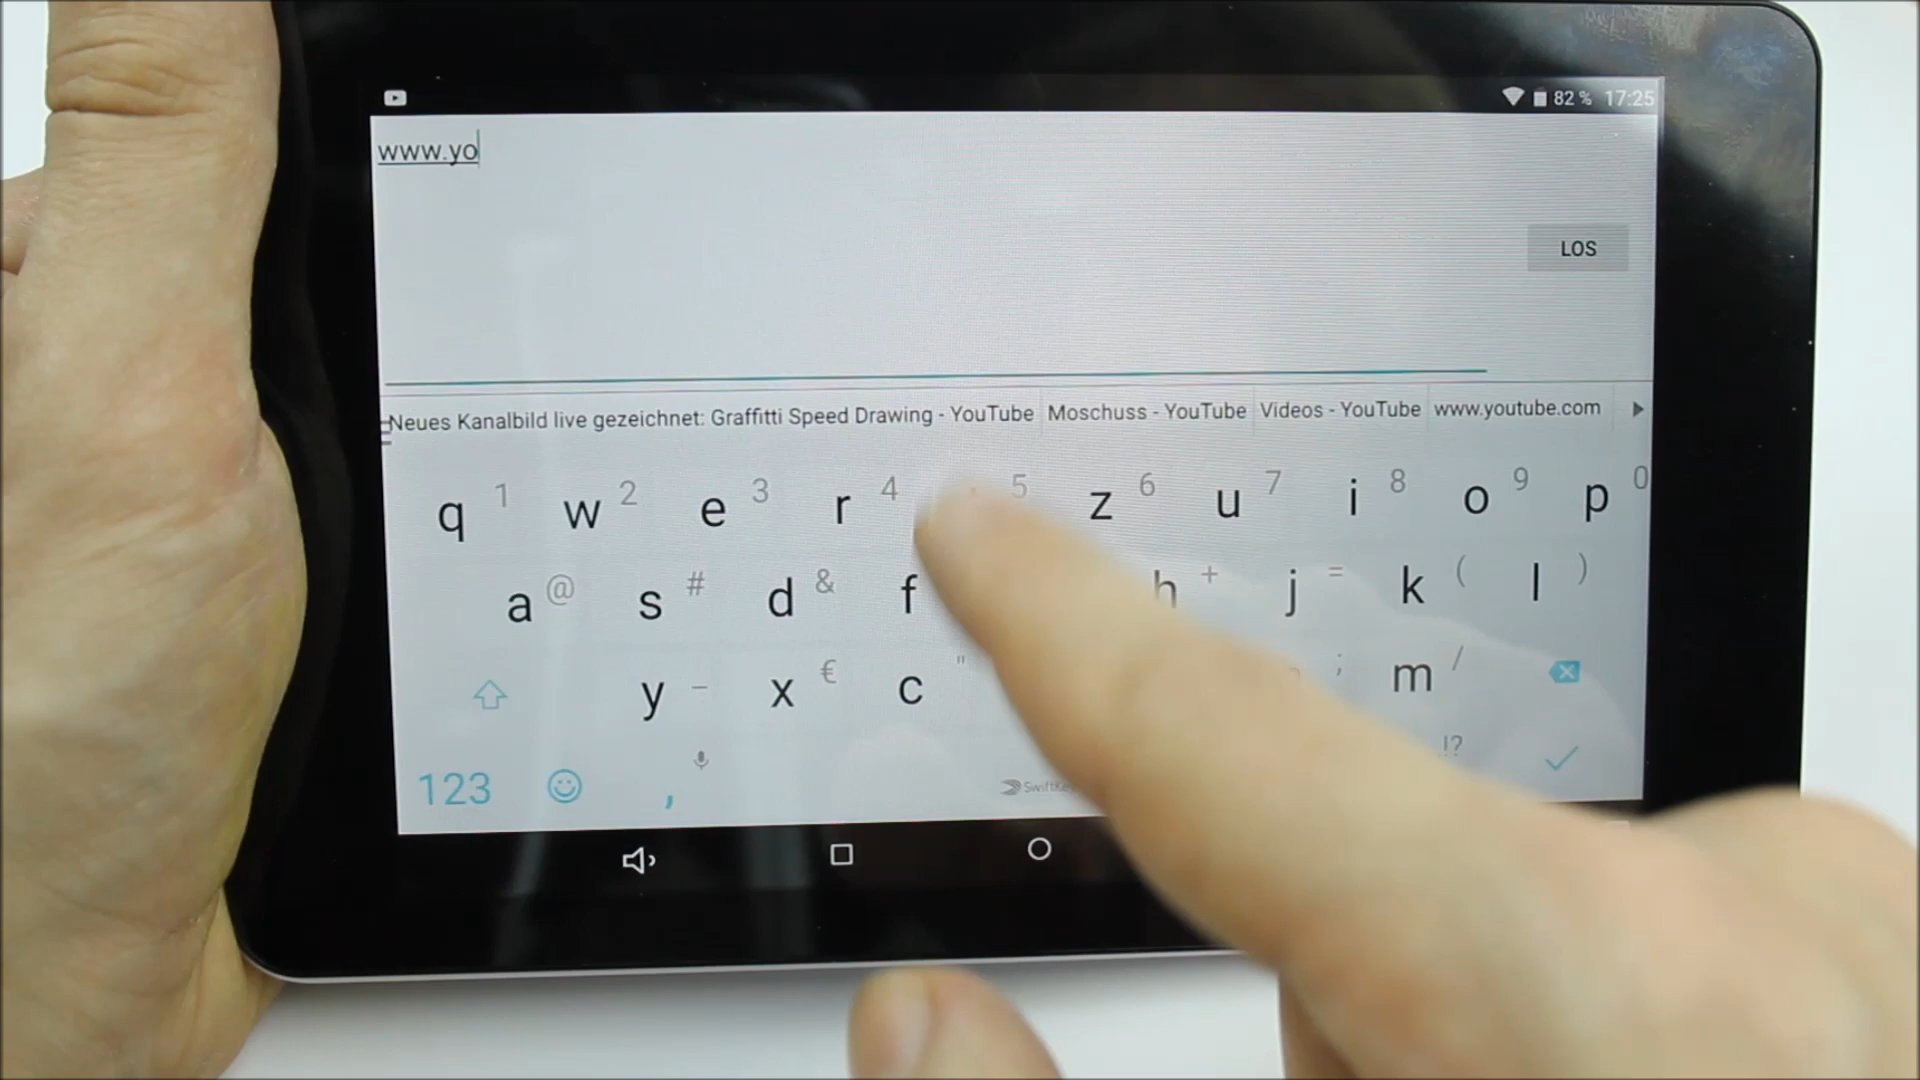 82 % 17:25
www.yo
LOS
Neues Kanalbild live gezeichnet: Graffitti Speed Drawing - YouTube Moschuss - YouTube Videos - YouTube www.youtube.com
q 1 w 2 e 3 r 4 5 z 6 u 7 i 8 o 9 p 0
a @ s # d & f h + j = k ( l )
y – x € c " ; m /
123 , !?